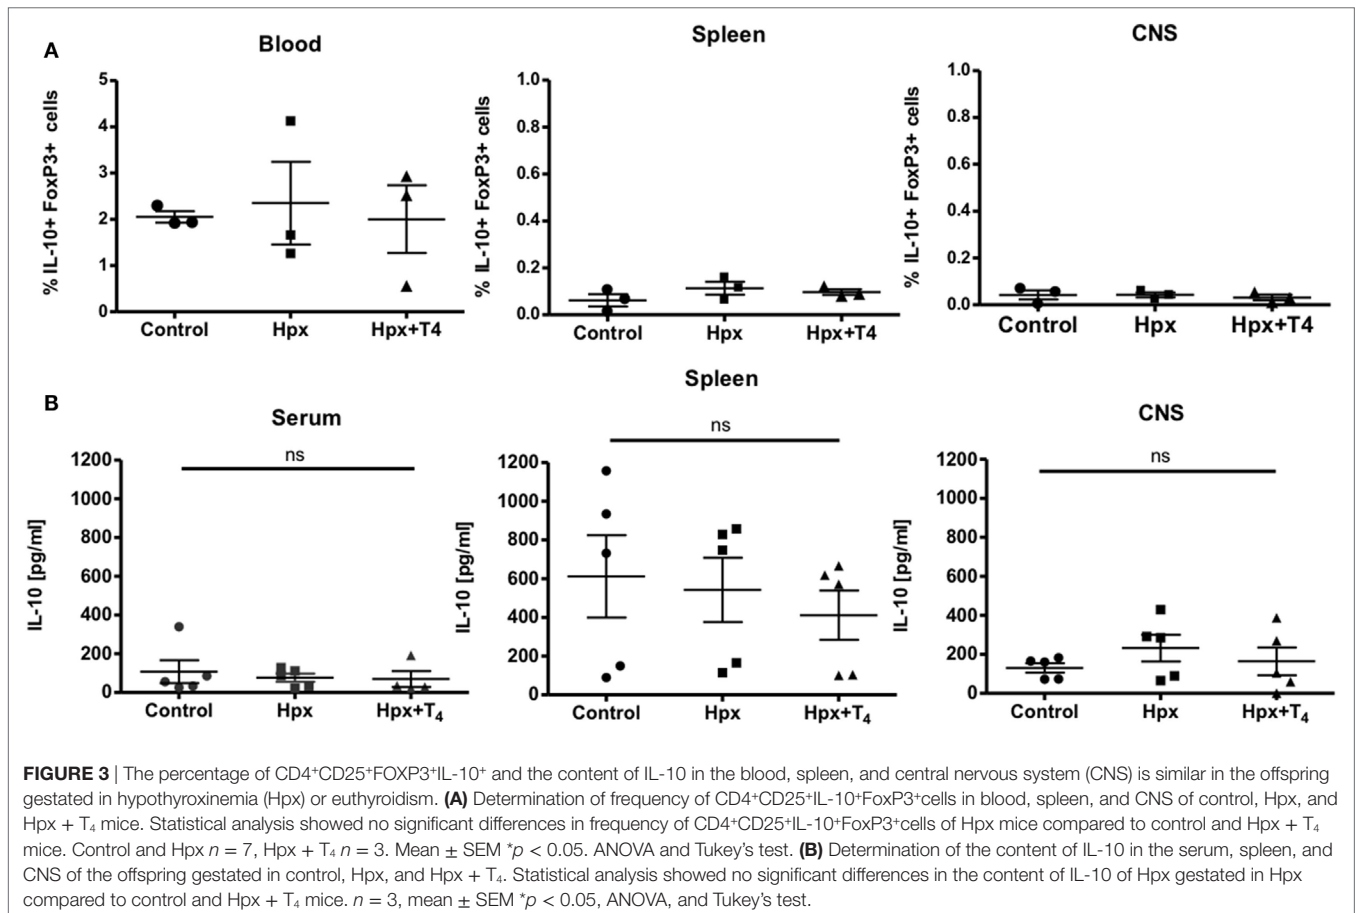 A
Blood
Spleen
CNS
% IL-10+ FoxP3+ cells
5
4
3
2
1
0
Control
Hpx
Hpx+T4
% IL-10+ FoxP3+ cells
1.0
0.8
0.6
0.4
0.2
0.0
Control
Hpx
Hpx+T4
% IL-10+ FoxP3+ cells
1.0
0.8
0.6
0.4
0.2
0.0
Control
Hpx
Hpx+T4
B
Serum
Spleen
CNS
ns
IL-10 [pg/ml]
1200
1000
800
600
400
200
0
Control
Hpx
Hpx+T₄
ns
IL-10 [pg/ml]
1200
1000
800
600
400
200
0
Control
Hpx
Hpx+T₄
ns
IL-10 [pg/ml]
1200
1000
800
600
400
200
0
Control
Hpx
Hpx+T₄
FIGURE 3 | The percentage of CD4⁺CD25⁺FOXP3⁺IL-10⁺ and the content of IL-10 in the blood, spleen, and central nervous system (CNS) is similar in the offspring
gestated in hypothyroxinemia (Hpx) or euthyroidism. (A) Determination of frequency of CD4⁺CD25⁺IL-10⁺FoxP3⁺cells in blood, spleen, and CNS of control, Hpx, and
Hpx + T₄ mice. Statistical analysis showed no significant differences in frequency of CD4⁺CD25⁺IL-10⁺FoxP3⁺cells of Hpx mice compared to control and Hpx + T₄
mice. Control and Hpx n = 7, Hpx + T₄ n = 3. Mean ± SEM *p < 0.05. ANOVA and Tukey's test. (B) Determination of the content of IL-10 in the serum, spleen, and
CNS of the offspring gestated in control, Hpx, and Hpx + T₄. Statistical analysis showed no significant differences in the content of IL-10 of Hpx gestated in Hpx
compared to control and Hpx + T₄ mice. n = 3, mean ± SEM *p < 0.05, ANOVA, and Tukey's test.